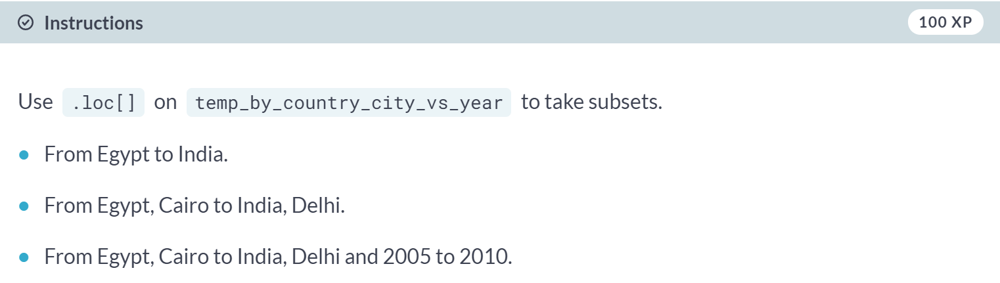 Instructions 100 XP
Use .loc[] on temp_by_country_city_vs_year to take subsets.
From Egypt to India.
From Egypt, Cairo to India, Delhi.
From Egypt, Cairo to India, Delhi and 2005 to 2010.